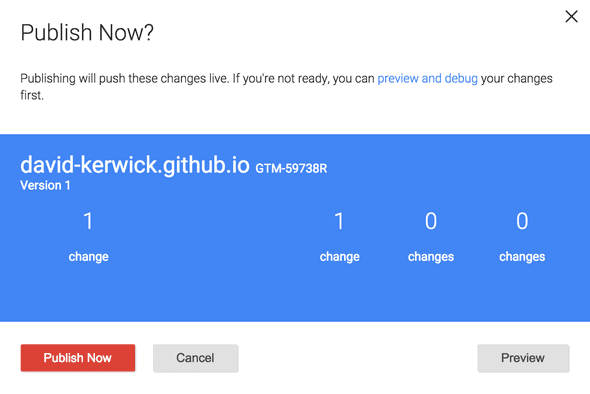 Publish Now?
Publishing will push these changes live. If you're not ready, you can preview and debug your changes
first.
david-kerwick.github.io GTM-59738R
Version 1
1 1 0 0
change change changes changes
Publish Now Cancel Preview